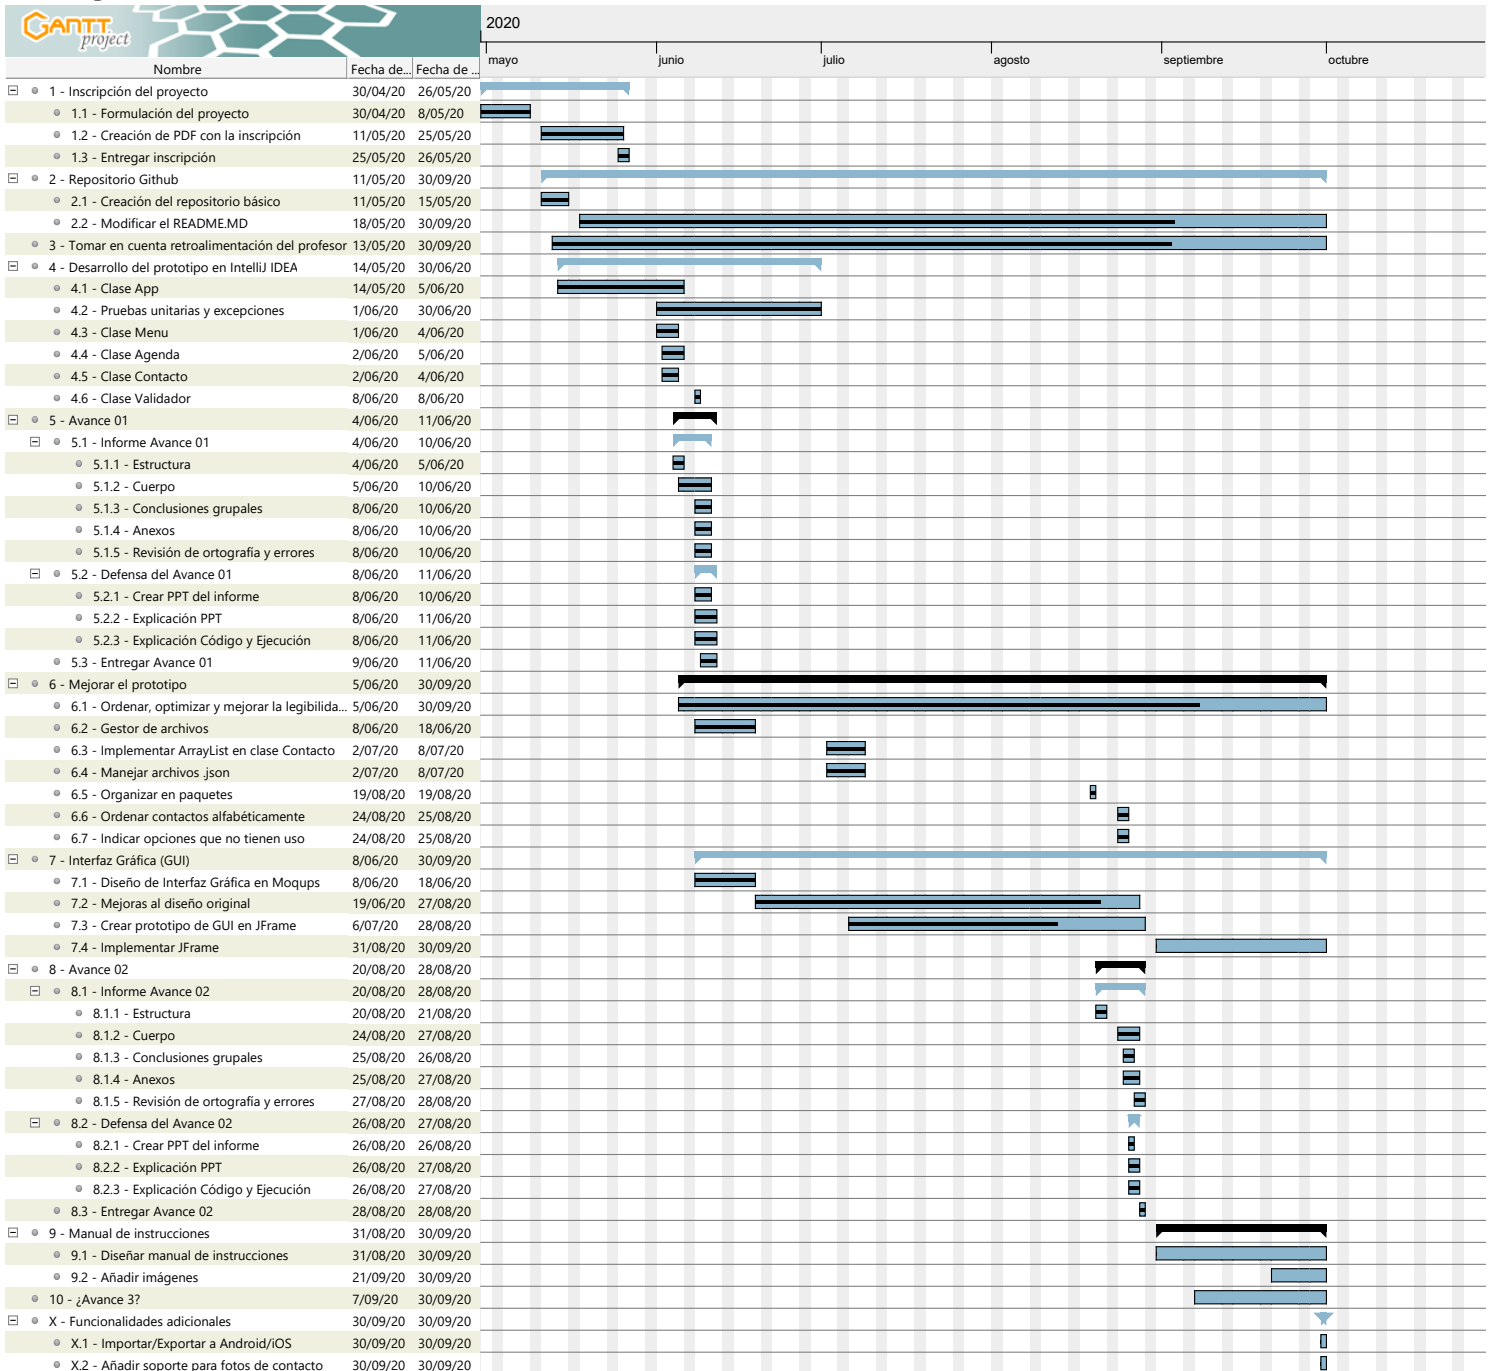 GANTT
project
2020
mayo junio julio agosto septiembre octubre
Nombre Fecha de... Fecha de ...
1 - Inscripción del proyecto 30/04/20 26/05/20
1.1 - Formulación del proyecto 30/04/20 8/05/20
1.2 - Creación de PDF con la inscripción 11/05/20 25/05/20
1.3 - Entregar inscripción 25/05/20 26/05/20
2 - Repositorio Github 11/05/20 30/09/20
2.1 - Creación del repositorio básico 11/05/20 15/05/20
2.2 - Modificar el README.MD 18/05/20 30/09/20
3 - Tomar en cuenta retroalimentación del profesor 13/05/20 30/09/20
4 - Desarrollo del prototipo en IntelliJ IDEA 14/05/20 30/06/20
4.1 - Clase App 14/05/20 5/06/20
4.2 - Pruebas unitarias y excepciones 1/06/20 30/06/20
4.3 - Clase Menu 1/06/20 4/06/20
4.4 - Clase Agenda 2/06/20 5/06/20
4.5 - Clase Contacto 2/06/20 4/06/20
4.6 - Clase Validador 8/06/20 8/06/20
5 - Avance 01 4/06/20 11/06/20
5.1 - Informe Avance 01 4/06/20 10/06/20
5.1.1 - Estructura 4/06/20 5/06/20
5.1.2 - Cuerpo 5/06/20 10/06/20
5.1.3 - Conclusiones grupales 8/06/20 10/06/20
5.1.4 - Anexos 8/06/20 10/06/20
5.1.5 - Revisión de ortografía y errores 8/06/20 10/06/20
5.2 - Defensa del Avance 01 8/06/20 11/06/20
5.2.1 - Crear PPT del informe 8/06/20 10/06/20
5.2.2 - Explicación PPT 8/06/20 11/06/20
5.2.3 - Explicación Código y Ejecución 8/06/20 11/06/20
5.3 - Entregar Avance 01 9/06/20 11/06/20
6 - Mejorar el prototipo 5/06/20 30/09/20
6.1 - Ordenar, optimizar y mejorar la legibilida... 5/06/20 30/09/20
6.2 - Gestor de archivos 8/06/20 18/06/20
6.3 - Implementar ArrayList en clase Contacto 2/07/20 8/07/20
6.4 - Manejar archivos .json 2/07/20 8/07/20
6.5 - Organizar en paquetes 19/08/20 19/08/20
6.6 - Ordenar contactos alfabéticamente 24/08/20 25/08/20
6.7 - Indicar opciones que no tienen uso 24/08/20 25/08/20
7 - Interfaz Gráfica (GUI) 8/06/20 30/09/20
7.1 - Diseño de Interfaz Gráfica en Moqups 8/06/20 18/06/20
7.2 - Mejoras al diseño original 19/06/20 27/08/20
7.3 - Crear prototipo de GUI en JFrame 6/07/20 28/08/20
7.4 - Implementar JFrame 31/08/20 30/09/20
8 - Avance 02 20/08/20 28/08/20
8.1 - Informe Avance 02 20/08/20 28/08/20
8.1.1 - Estructura 20/08/20 21/08/20
8.1.2 - Cuerpo 24/08/20 27/08/20
8.1.3 - Conclusiones grupales 25/08/20 26/08/20
8.1.4 - Anexos 25/08/20 27/08/20
8.1.5 - Revisión de ortografía y errores 27/08/20 28/08/20
8.2 - Defensa del Avance 02 26/08/20 27/08/20
8.2.1 - Crear PPT del informe 26/08/20 26/08/20
8.2.2 - Explicación PPT 26/08/20 27/08/20
8.2.3 - Explicación Código y Ejecución 26/08/20 27/08/20
8.3 - Entregar Avance 02 28/08/20 28/08/20
9 - Manual de instrucciones 31/08/20 30/09/20
9.1 - Diseñar manual de instrucciones 31/08/20 30/09/20
9.2 - Añadir imágenes 21/09/20 30/09/20
10 - ¿Avance 3? 7/09/20 30/09/20
X - Funcionalidades adicionales 30/09/20 30/09/20
X.1 - Importar/Exportar a Android/iOS 30/09/20 30/09/20
X.2 - Añadir soporte para fotos de contacto 30/09/20 30/09/20